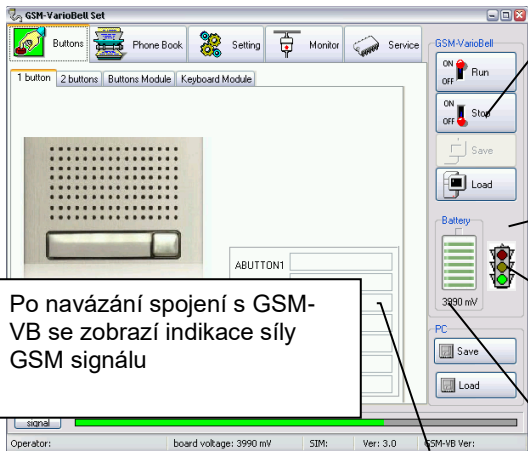 GSM-VarioBell Set
Buttons Phone Book Setting Monitor Service
1 button 2 buttons Buttons Module Keyboard Module
ABUTTON1
Po navázání spojení s GSM-
VB se zobrazí indikace síly
GSM signálu
GSM-VarioBell
ON
OFF
Run
ON
OFF
Stop
Save
Load
Battery
3990 mV
PC
Save
Load
signal
Operator: board voltage: 3990 mV SIM: Ver: 3.0 GSM-VB Ver: